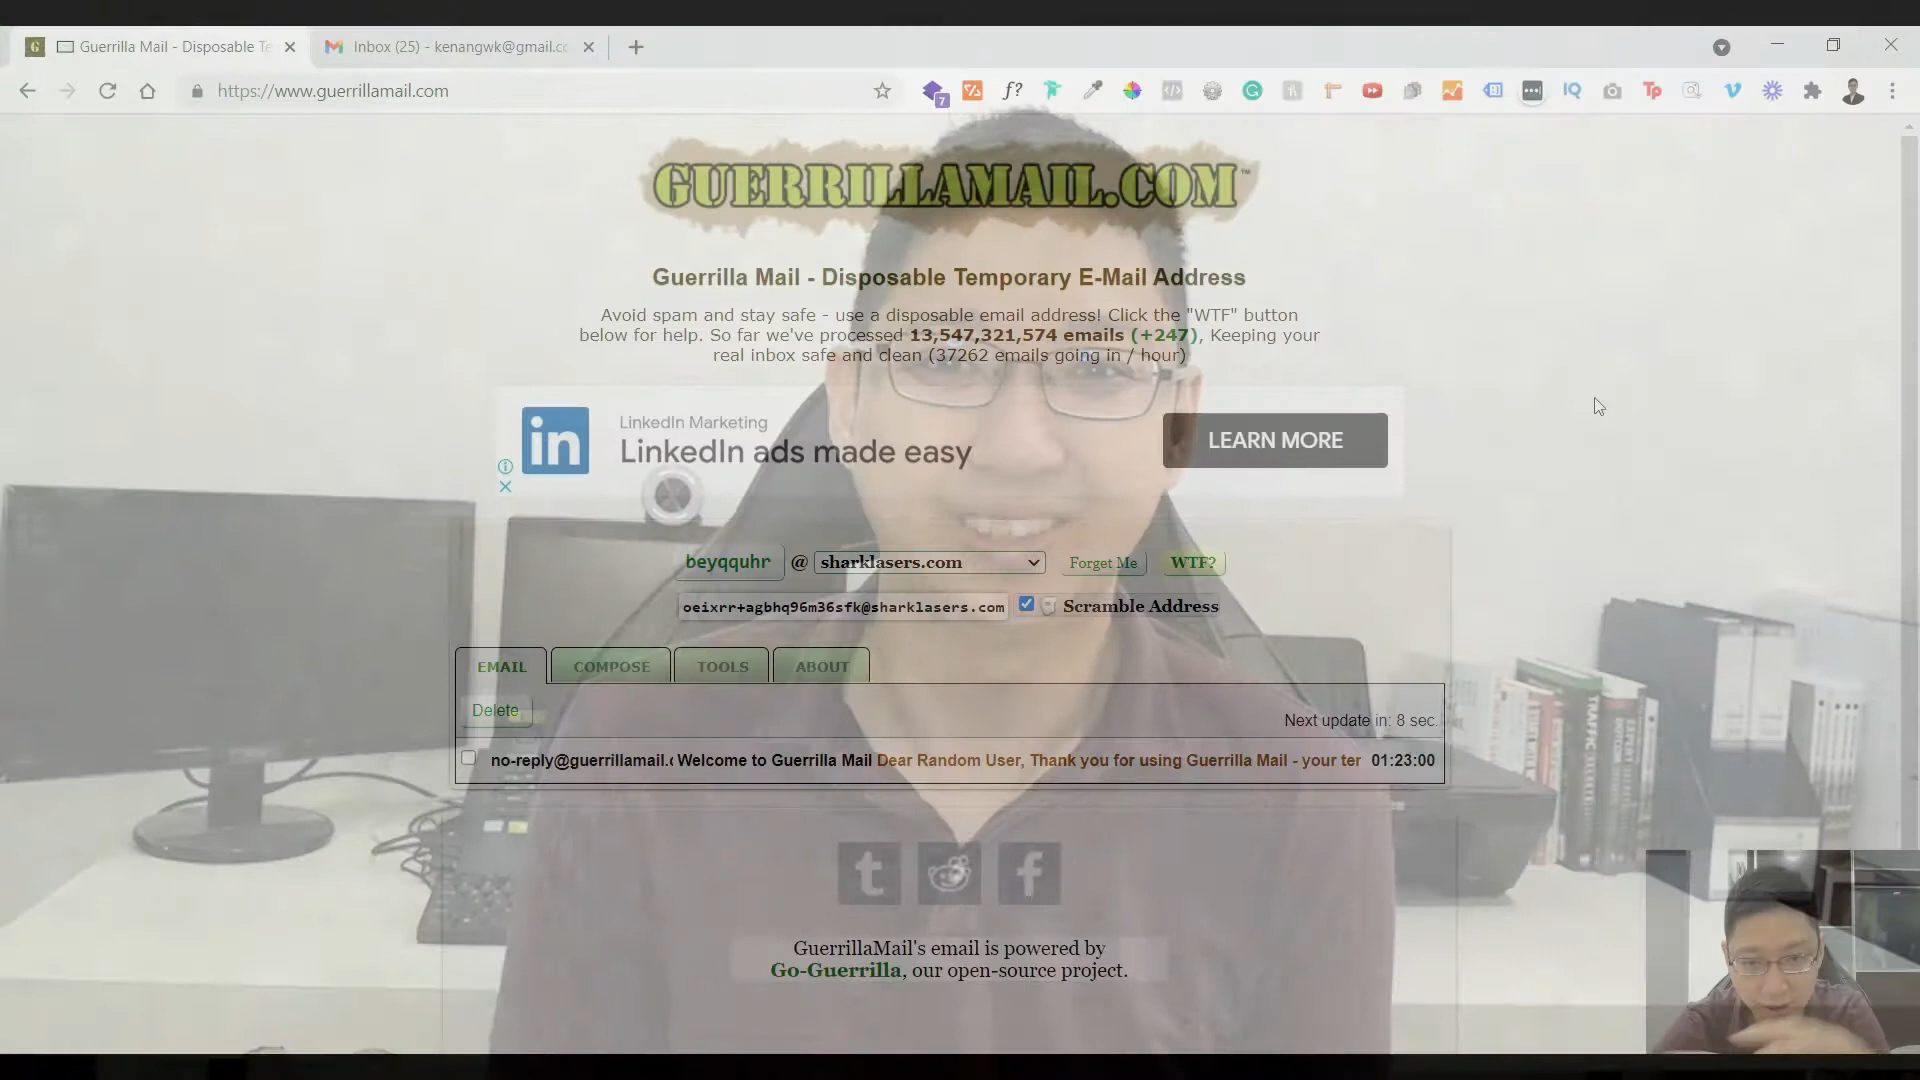 Guerrilla Mail - Disposable Te
Inbox (25) - kenangwk@gmail.cc
https://www.guerrillamail.com
7
GUERRILLAMAIL.COM™
Guerrilla Mail - Disposable Temporary E-Mail Address
Avoid spam and stay safe - use a disposable email address! Click the "WTF" button
below for help. So far we've processed 13,547,321,574 emails (+247), Keeping your
real inbox safe and clean (37262 emails going in / hour)
LinkedIn Marketing
LinkedIn ads made easy
LEARN MORE
in
beyqquhr @ sharklasers.com Forget Me WTF?
oeixrr+agbhq96m36sfk@sharklasers.com Scramble Address
EMAIL COMPOSE TOOLS ABOUT
Delete
Next update in: 8 sec.
no-reply@guerrillamail.c Welcome to Guerrilla Mail Dear Random User, Thank you for using Guerrilla Mail - your ter 01:23:00
GuerrillaMail's email is powered by
Go-Guerrilla, our open-source project.